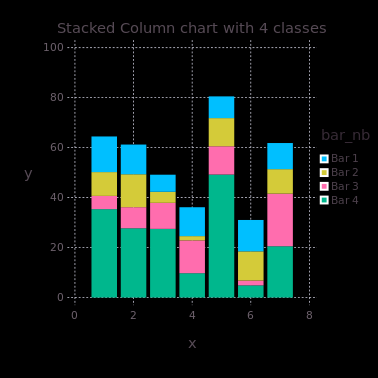 Stacked Column chart with 4 classes
100
80
60
40
20
0
y
0 2 4 6 8
x
bar_nb
Bar 1
Bar 2
Bar 3
Bar 4